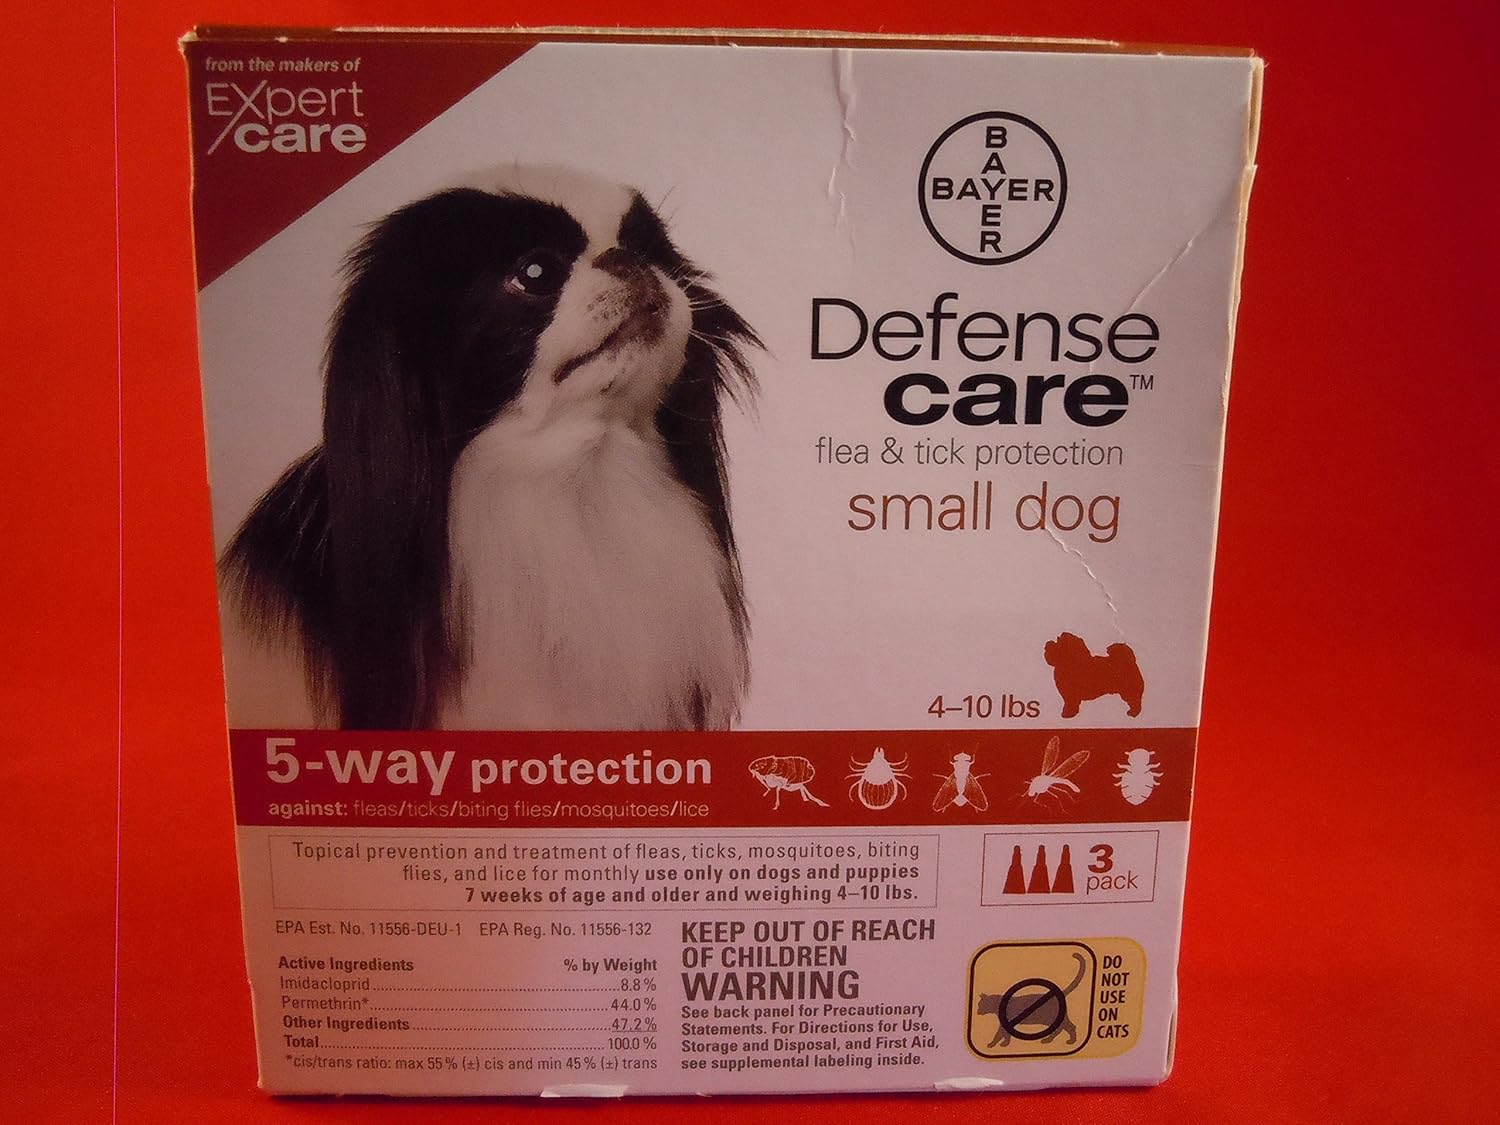 from the makers of
Expert
care
BAYER
BAYER
Defense
care™
flea & tick protection
small dog
4–10 lbs
5-way protection
against: fleas/ticks/biting flies/mosquitoes/lice
Topical prevention and treatment of fleas, ticks, mosquitoes, biting
flies, and lice for monthly use only on dogs and puppies
7 weeks of age and older and weighing 4–10 lbs.
3
pack
EPA Est. No. 11556-DEU-1 EPA Reg. No. 11556-132
Active Ingredients % by Weight
Imidacloprid 8.8%
Permethrin* 44.0%
Other Ingredients 47.2%
Total 100.0%
*cis/trans ratio: max 55% (±) cis and min 45% (±) trans
KEEP OUT OF REACH
OF CHILDREN
WARNING
See back panel for Precautionary
Statements. For Directions for Use,
Storage and Disposal, and First Aid,
see supplemental labeling inside.
DO
NOT
USE
ON
CATS